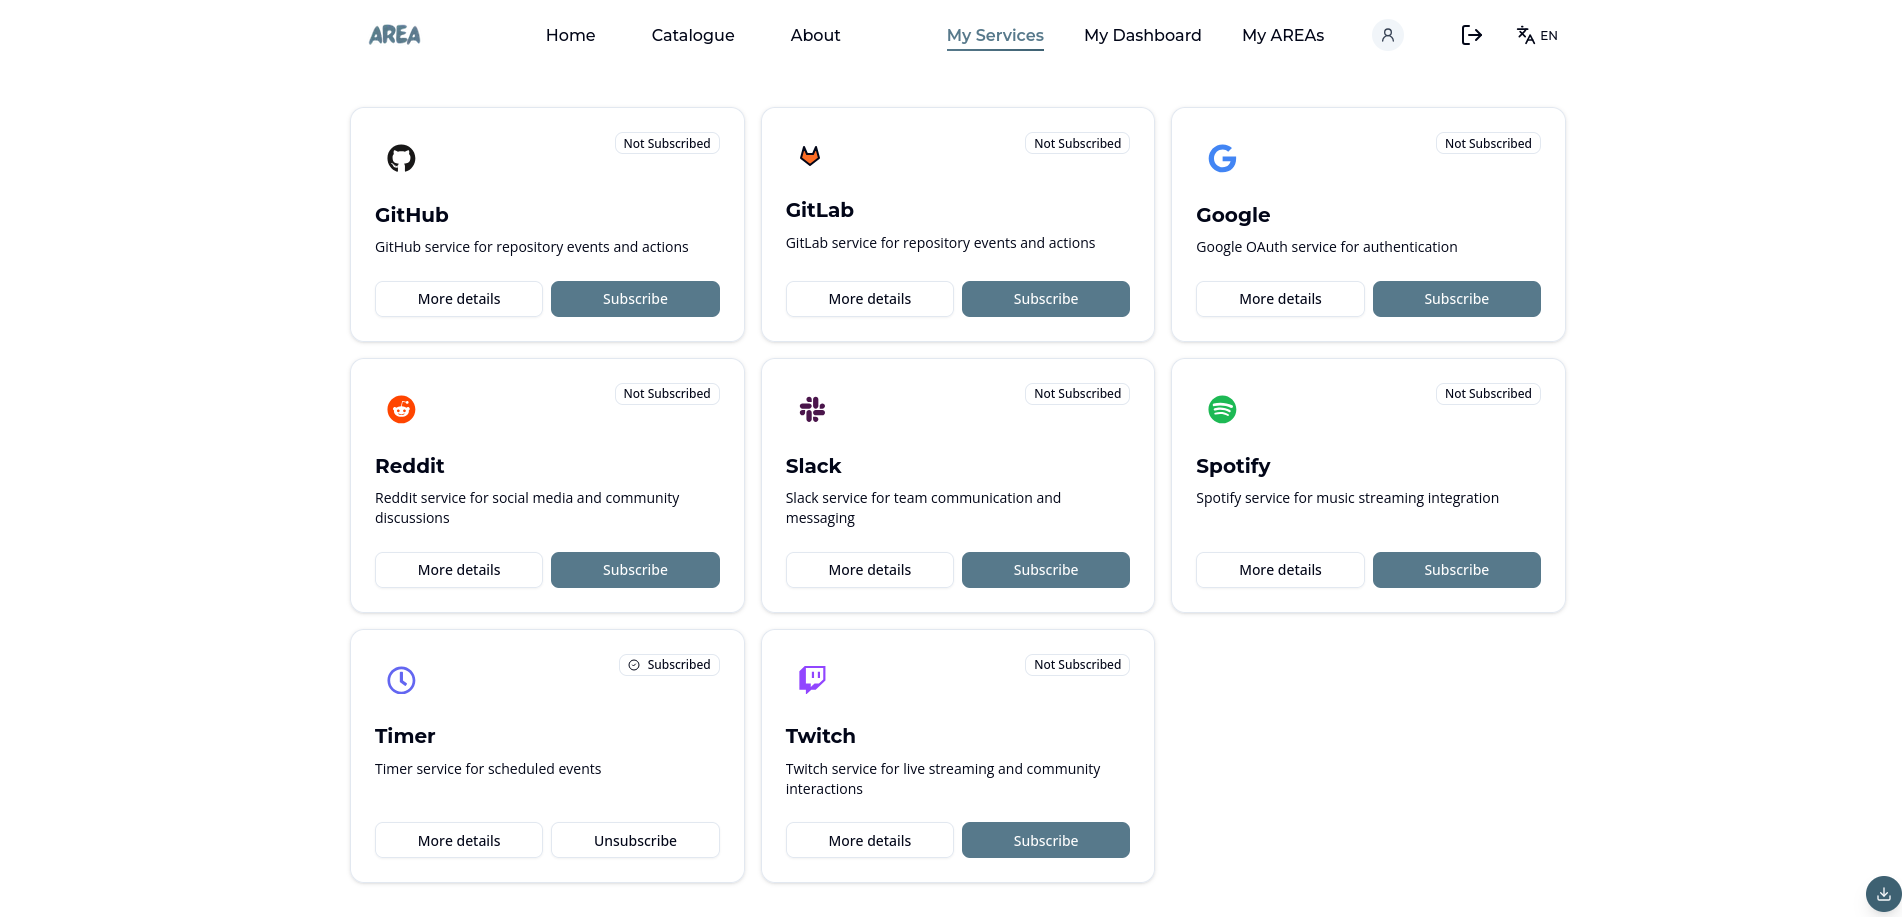 AREA
Home
Catalogue
About
My Services
My Dashboard
My AREAs
EN
Not Subscribed
GitHub
GitHub service for repository events and actions
More details
Subscribe
Not Subscribed
GitLab
GitLab service for repository events and actions
More details
Subscribe
Not Subscribed
Google
Google OAuth service for authentication
More details
Subscribe
Not Subscribed
Reddit
Reddit service for social media and community
discussions
More details
Subscribe
Not Subscribed
Slack
Slack service for team communication and
messaging
More details
Subscribe
Not Subscribed
Spotify
Spotify service for music streaming integration
More details
Subscribe
Subscribed
Timer
Timer service for scheduled events
More details
Unsubscribe
Not Subscribed
Twitch
Twitch service for live streaming and community
interactions
More details
Subscribe